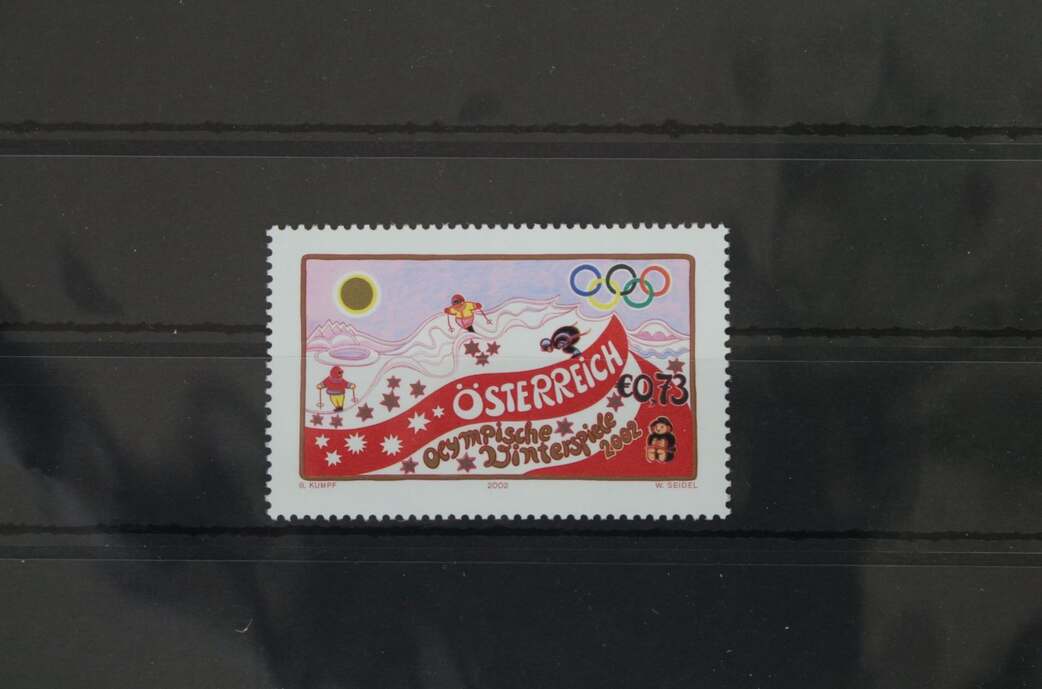 ÖSTERREICH
€0,73
Olympische
Winterspiele
2002
B. KUMPF 2002 W. SEIDEL